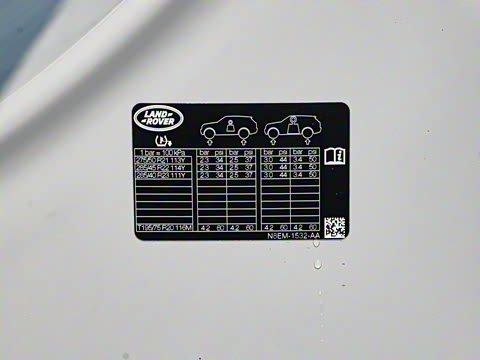 LAND
ROVER
1 bar = 100 kPa bar psi bar psi bar psi bar psi
275/50 R21 113Y 2.3 34 2.5 37 3.0 44 3.4 50
285/45 R22 114Y 2.3 34 2.5 37 3.0 44 3.4 50
285/40 R23 111Y 2.3 34 2.5 37 3.0 44 3.4 50
T195/75 R20 116M 4.2 60 4.2 60 4.2 60 4.2 60
N8EM-1532-AA